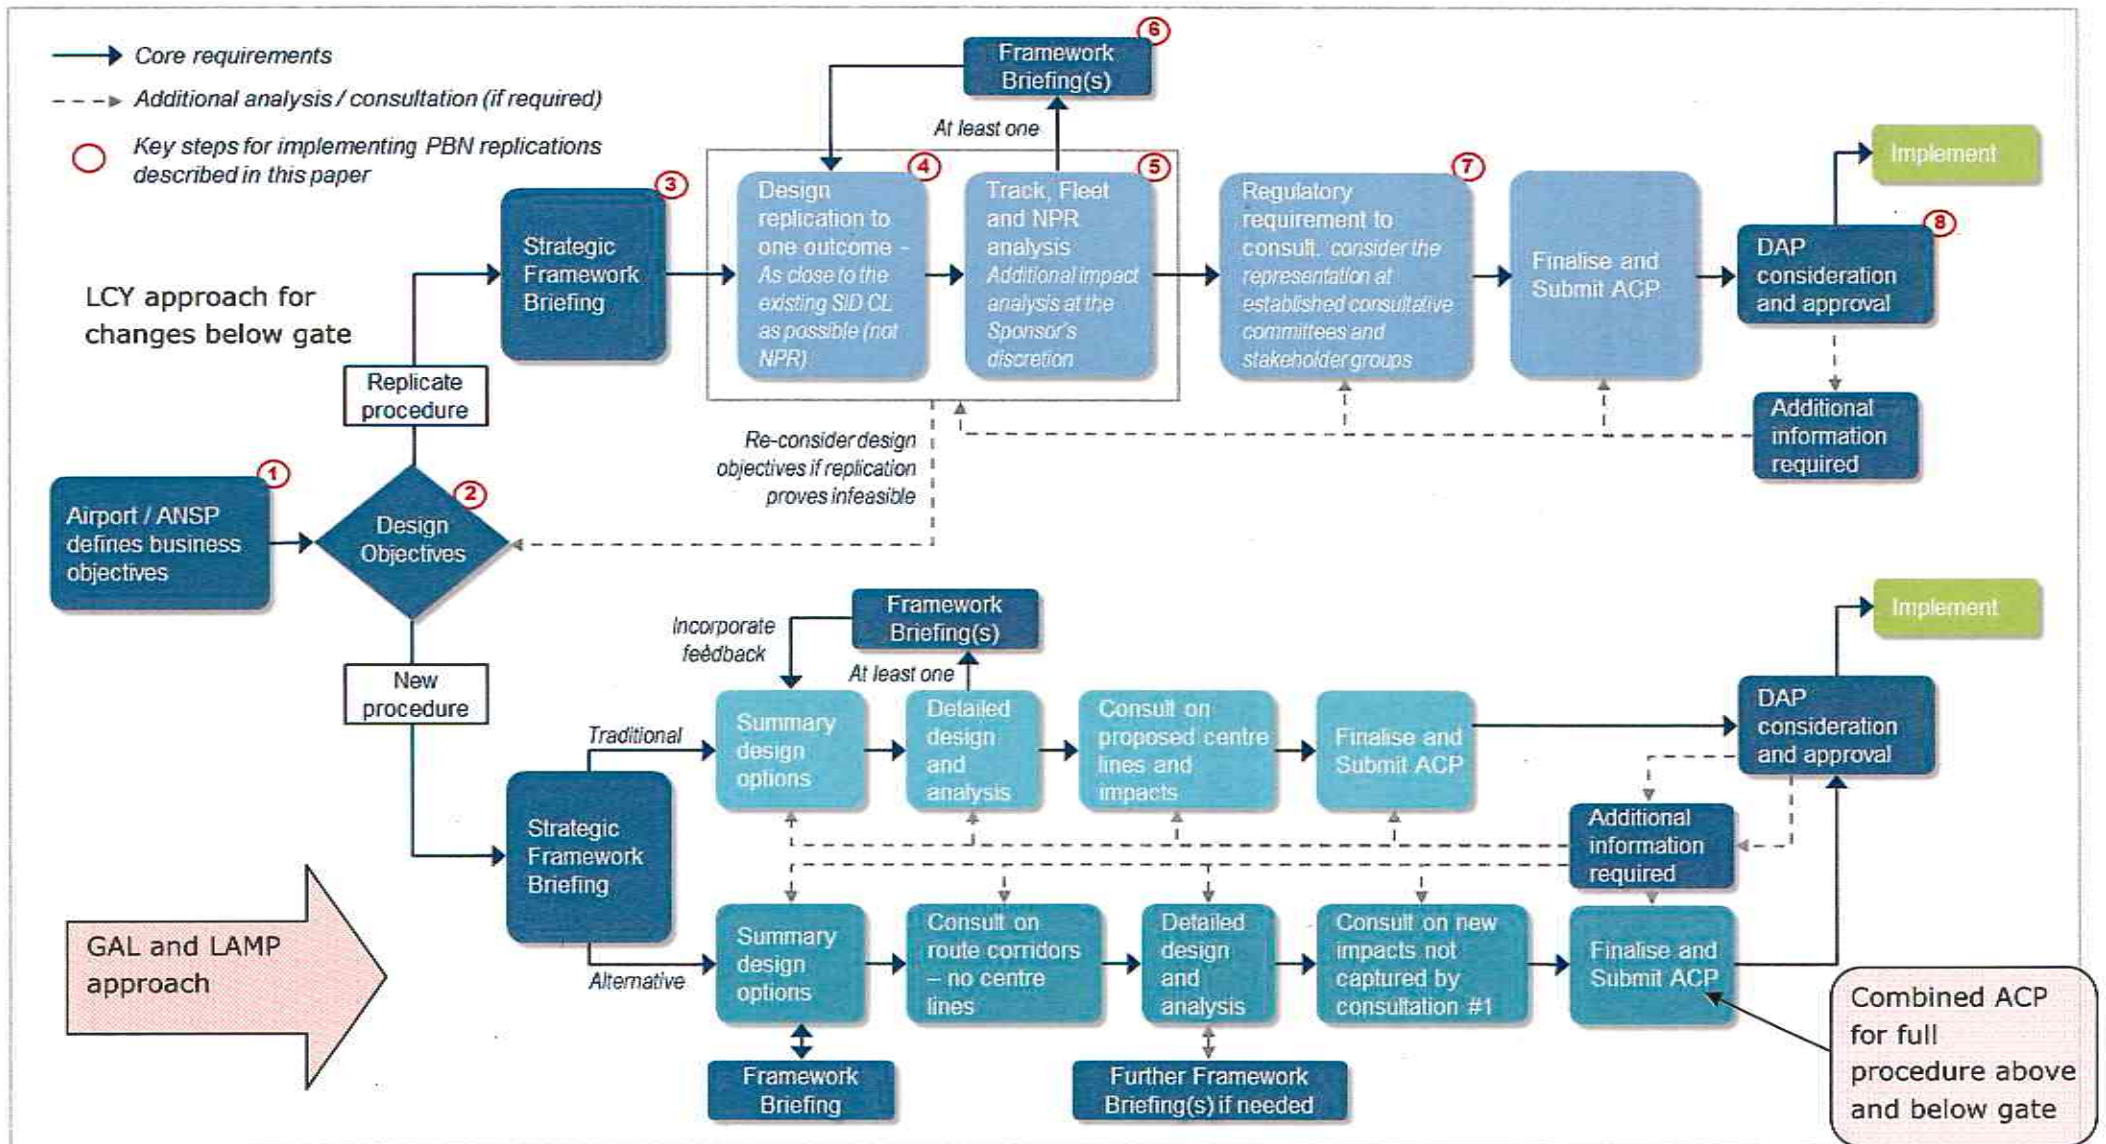 Core requirements
Additional analysis / consultation (if required)
Key steps for implementing PBN replications
described in this paper
LCY approach for
changes below gate
Replicate
procedure
1
Airport / ANSP
defines business
objectives
2
Design
Objectives
New
procedure
3
Strategic
Framework
Briefing
6
Framework
Briefing(s)
At least one
4
Design
replication to
one outcome -
As close to the
existing SID CL
as possible (not
NPR)
5
Track, Fleet
and NPR
analysis
Additional impact
analysis at the
Sponsor's
discretion
7
Regulatory
requirement to
consult. consider the
representation at
established consultative
committees and
stakeholder groups
Finalise and
Submit ACP
8
DAP
consideration
and approval
Implement
Additional
information
required
Re-consider design
objectives if replication
proves infeasible
Strategic
Framework
Briefing
Traditional
Alternative
Incorporate
feedback
Framework
Briefing(s)
At least one
Summary
design
options
Detailed
design
and
analysis
Consult on
proposed centre
lines and
impacts
Finalise and
Submit ACP
DAP
consideration
and approval
Implement
Additional
information
required
GAL and LAMP
approach
Summary
design
options
Consult on
route corridors
– no centre
lines
Detailed
design
and
analysis
Consult on new
impacts not
captured by
consultation #1
Finalise and
Submit ACP
Framework
Briefing
Further Framework
Briefing(s) if needed
Combined ACP
for full
procedure above
and below gate